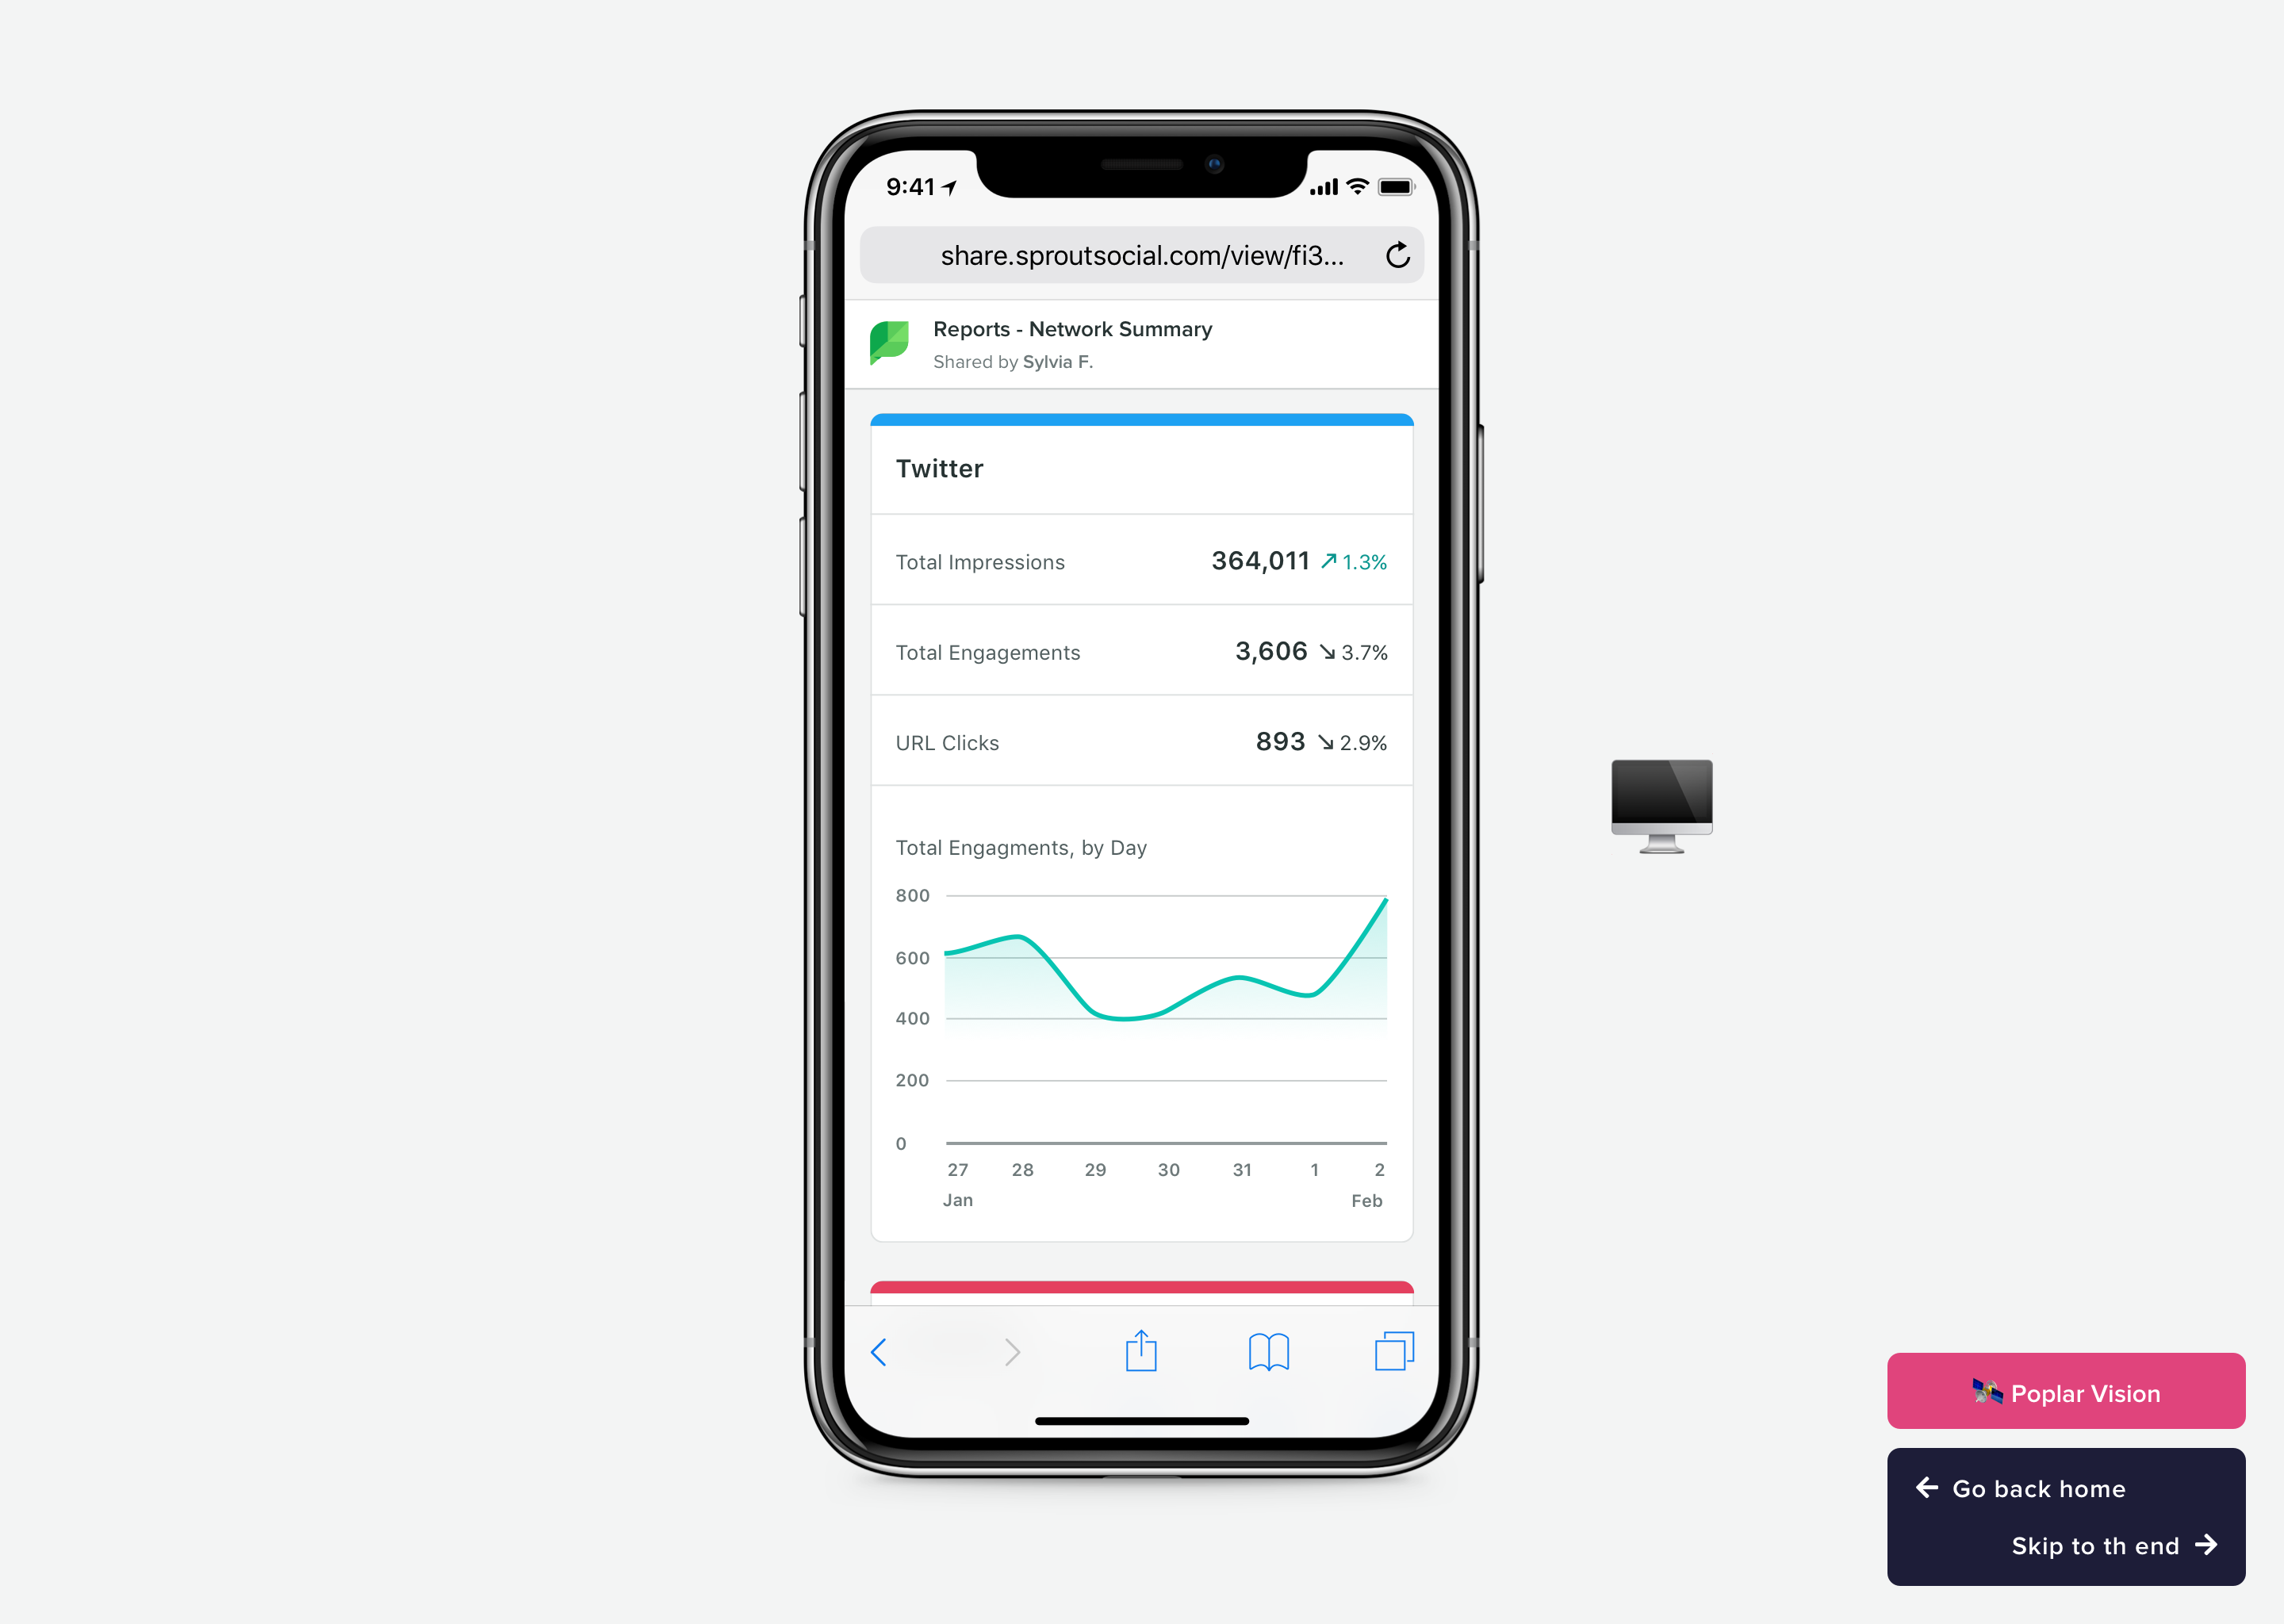 9:41
share.sproutsocial.com/view/fi3...
Reports - Network Summary
Shared by Sylvia F.
Twitter
Total Impressions 364,011 1.3%
Total Engagements 3,606 3.7%
URL Clicks 893 2.9%
Total Engagments, by Day
800
600
400
200
0
27 28 29 30 31 1 2
Jan Feb
Poplar Vision
Go back home
Skip to th end